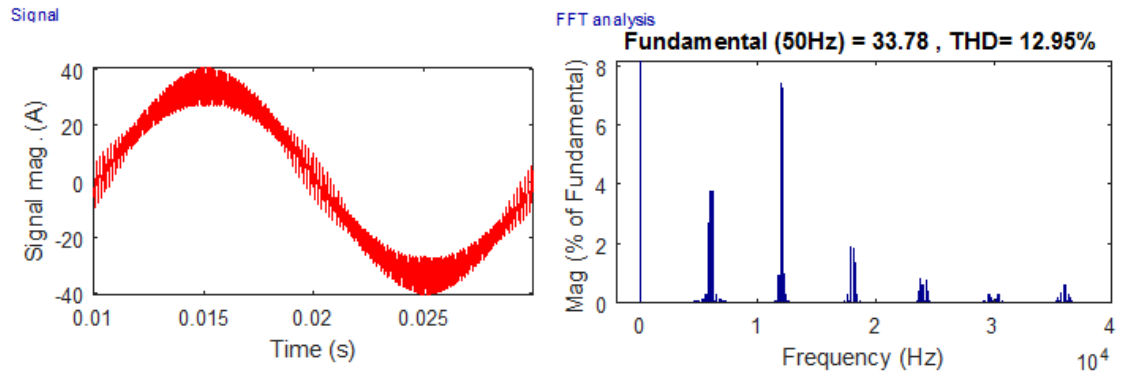 Signal
40
20
0
-20
-40
0.01
0.015
0.02
0.025
Signal mag. (A)
Time (s)
FFT analysis
Fundamental (50Hz) = 33.78 , THD= 12.95%
8
6
4
2
0
0
1
2
3
4
10^4
Mag (% of Fundamental)
Frequency (Hz)